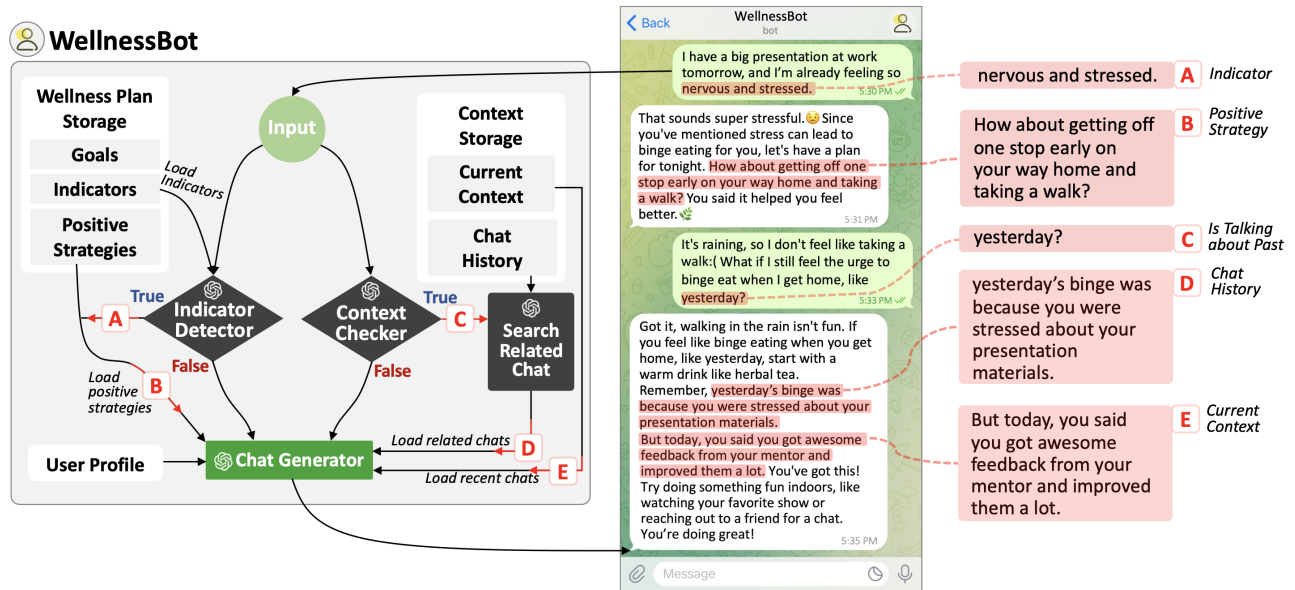 WellnessBot
Wellness Plan
Storage
Goals
Indicators
Positive
Strategies
Load
Indicators
Input
Context
Storage
Current
Context
Chat
History
True
A
Indicator
Detector
False
Context
Checker
True
C
False
Search
Related
Chat
Load
positive
strategies
B
User Profile
Chat Generator
Load related chats
D
Load recent chats
E
Back
WellnessBot
bot
I have a big presentation at work
tomorrow, and I'm already feeling so
nervous and stressed.
5:30 PM
That sounds super stressful.😟Since
you've mentioned stress can lead to
binge eating for you, let's have a plan
for tonight. How about getting off one
stop early on your way home and taking
a walk? You said it helped you feel
better.🌿
5:31 PM
It's raining, so I don't feel like taking a
walk:( What if I still feel the urge to
binge eat when I get home, like
yesterday?
5:33 PM
Got it, walking in the rain isn't fun. If
you feel like binge eating when you get
home, like yesterday, start with a
warm drink like herbal tea.
Remember, yesterday's binge was
because you were stressed about your
presentation materials.
But today, you said you got awesome
feedback from your mentor and
improved them a lot. You've got this!
Try doing something fun indoors, like
watching your favorite show or
reaching out to a friend for a chat.
You're doing great!
5:35 PM
Message
nervous and stressed.
A
Indicator
How about getting off
one stop early on
your way home and
taking a walk?
B
Positive
Strategy
yesterday?
C
Is Talking
about Past
yesterday's binge was
because you were
stressed about your
presentation
materials.
D
Chat
History
But today, you said
you got awesome
feedback from your
mentor and improved
them a lot.
E
Current
Context